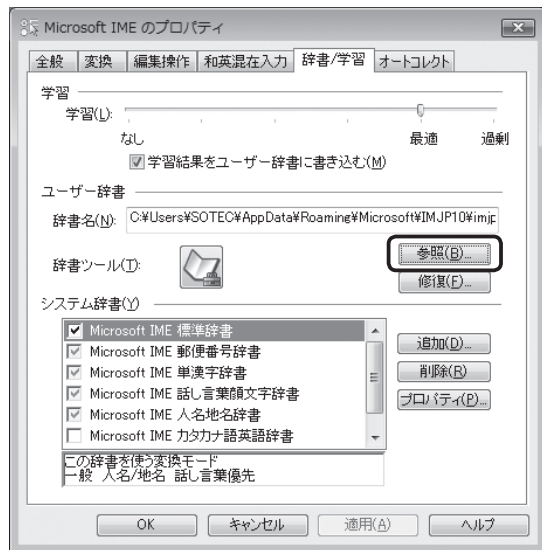 Microsoft IME のプロパティ
全般 変換 編集操作 和英混在入力 辞書/学習 オートコレクト
学習
学習(L):
なし 最適 過剰
学習結果をユーザー辞書に書き込む(M)
ユーザー辞書
辞書名(N): C:¥Users¥SOTEC¥AppData¥Roaming¥Microsoft¥IMJP10¥imjp
参照(B)...
辞書ツール(T):
修復(E)...
システム辞書(Y)
Microsoft IME 標準辞書
追加(D)...
Microsoft IME 郵便番号辞書
Microsoft IME 単漢字辞書
削除(R)
Microsoft IME 話し言葉顔文字辞書
プロパティ(P)...
Microsoft IME 人名地名辞書
Microsoft IME カタカナ語英語辞書
この辞書を使う変換モード
一般 人名/地名 話し言葉優先
OK キャンセル 適用(A) ヘルプ